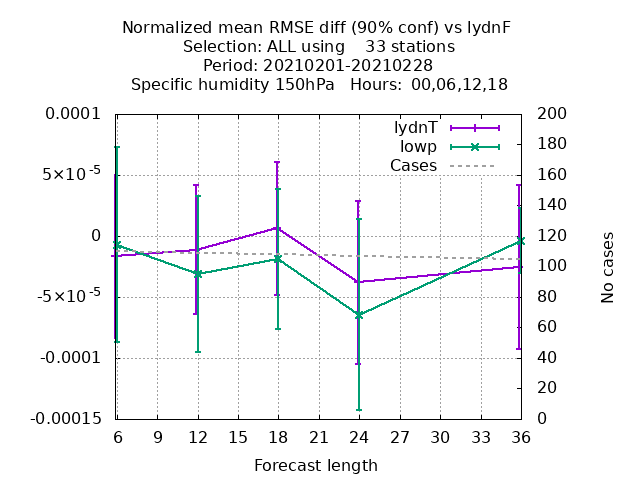 Normalized mean RMSE diff (90% conf) vs lydnF
Selection: ALL using    33 stations
Period: 20210201-20210228
Specific humidity 150hPa   Hours: 00,06,12,18
lydnT
lowp
Cases
0.0001
5×10⁻⁵
0
-5×10⁻⁵
-0.0001
-0.00015
200
180
160
140
120
100
80
60
40
20
0
No cases
6 9 12 15 18 21 24 27 30 33 36
Forecast length